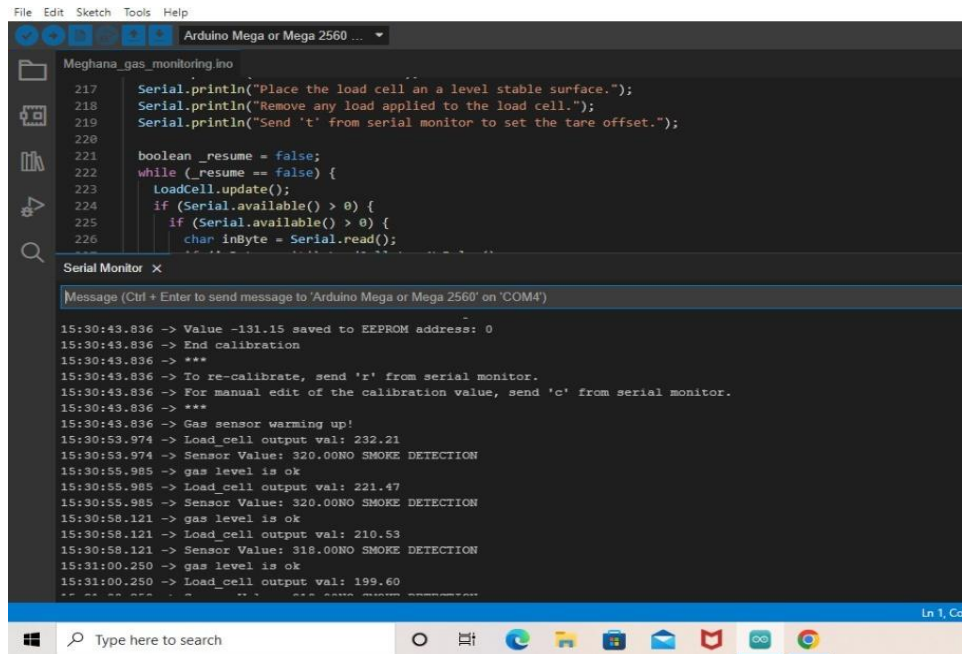 File Edit Sketch Tools Help
Arduino Mega or Mega 2560 ...
Meghana_gas_monitoring.ino
217 Serial.println("Place the load cell an a level stable surface.");
218 Serial.println("Remove any load applied to the load cell.");
219 Serial.println("Send 't' from serial monitor to set the tare offset.");
220
221 boolean _resume = false;
222 while (_resume == false) {
223 LoadCell.update();
224 if (Serial.available() > 0) {
225 if (Serial.available() > 0) {
226 char inByte = Serial.read();
Serial Monitor
Message (Ctrl + Enter to send message to 'Arduino Mega or Mega 2560' on 'COM4')
15:30:43.836 -> Value -131.15 saved to EEPROM address: 0
15:30:43.836 -> End calibration
15:30:43.836 -> ***
15:30:43.836 -> To re-calibrate, send 'r' from serial monitor.
15:30:43.836 -> For manual edit of the calibration value, send 'c' from serial monitor.
15:30:43.836 -> ***
15:30:43.836 -> Gas sensor warming up!
15:30:53.974 -> Load_cell output val: 232.21
15:30:53.974 -> Sensor Value: 320.00NO SMOKE DETECTION
15:30:55.985 -> gas level is ok
15:30:55.985 -> Load_cell output val: 221.47
15:30:55.985 -> Sensor Value: 320.00NO SMOKE DETECTION
15:30:58.121 -> gas level is ok
15:30:58.121 -> Load_cell output val: 210.53
15:30:58.121 -> Sensor Value: 318.00NO SMOKE DETECTION
15:31:00.250 -> gas level is ok
15:31:00.250 -> Load_cell output val: 199.60
Ln 1, Co
Type here to search